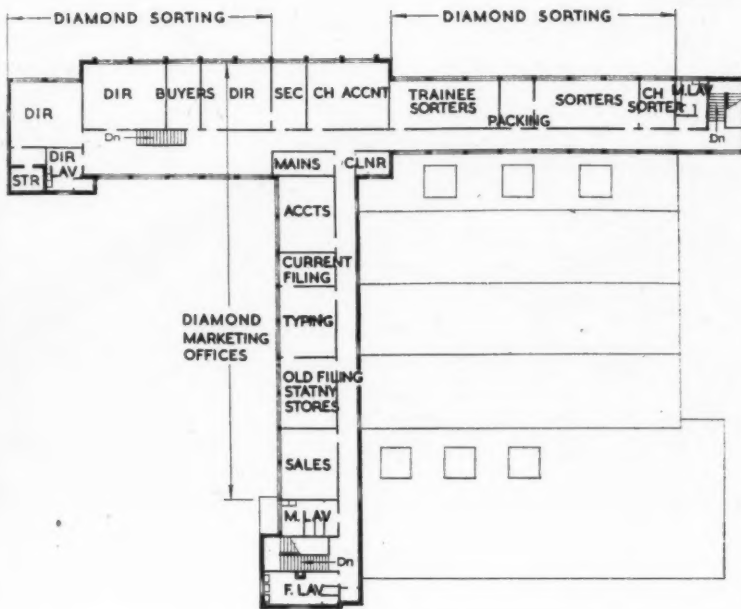 DIAMOND SORTING
DIAMOND SORTING
DIR
DIR
BUYERS
DIR
SEC
CH ACCNT
TRAINEE
SORTERS
PACKING
SORTERS
CH
SORTER
M.LAV
Dn
Dn
DIR
LAV
STR
MAINS
CLNR
ACCTS
CURRENT
FILING
TYPING
DIAMOND
MARKETING
OFFICES
OLD FILING
STATNY
STORES
SALES
M. LAV
Dn
F. LAV